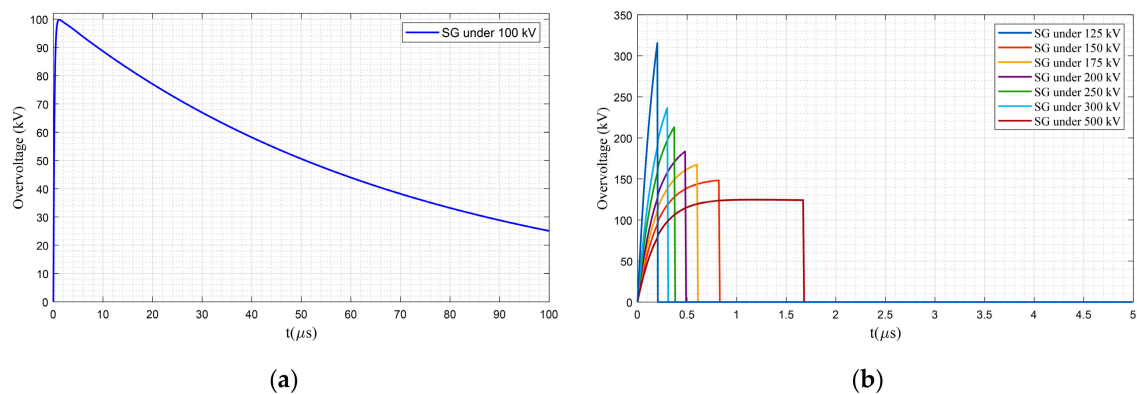 SG under 100 kV
100
90
80
70
60
50
40
30
20
10
0
Overvoltage (kV)
0 10 20 30 40 50 60 70 80 90 100
t(μs)
(a)
SG under 125 kV
SG under 150 kV
SG under 175 kV
SG under 200 kV
SG under 250 kV
SG under 300 kV
SG under 500 kV
350
300
250
200
150
100
50
0
Overvoltage (kV)
0 0.5 1 1.5 2 2.5 3 3.5 4 4.5 5
t(μs)
(b)